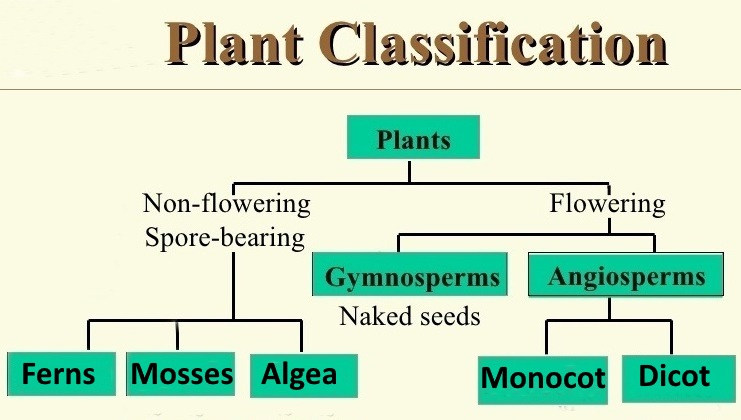 Plant Classification
Plants
Non-flowering
Spore-bearing
Flowering
Gymnosperms
Angiosperms
Naked seeds
Ferns
Mosses
Algea
Monocot
Dicot